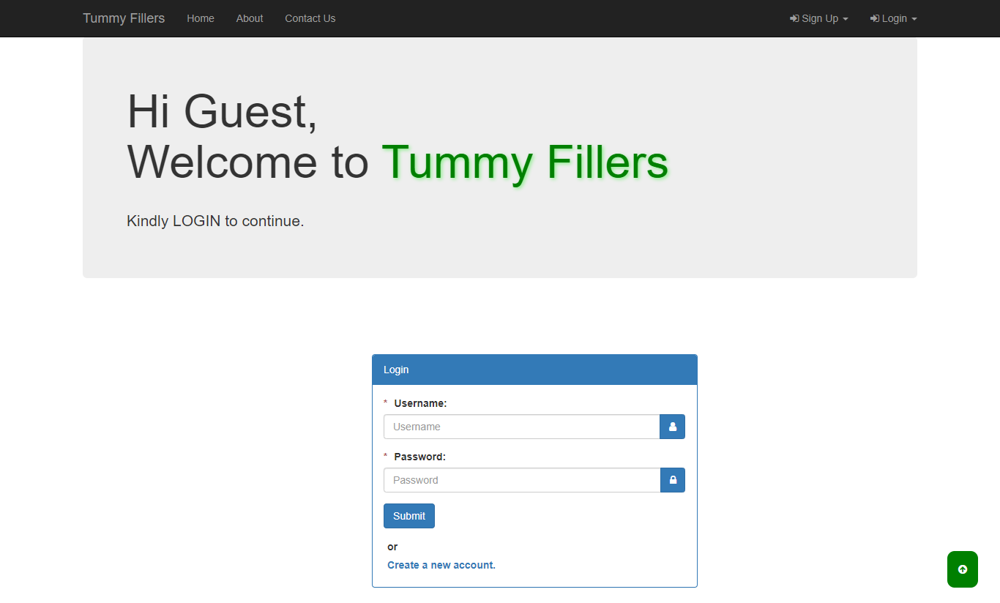 Tummy Fillers Home About Contact Us Sign Up Login
Hi Guest,
Welcome to Tummy Fillers
Kindly LOGIN to continue.
Login
* Username:
Username
* Password:
Password
Submit
or
Create a new account.